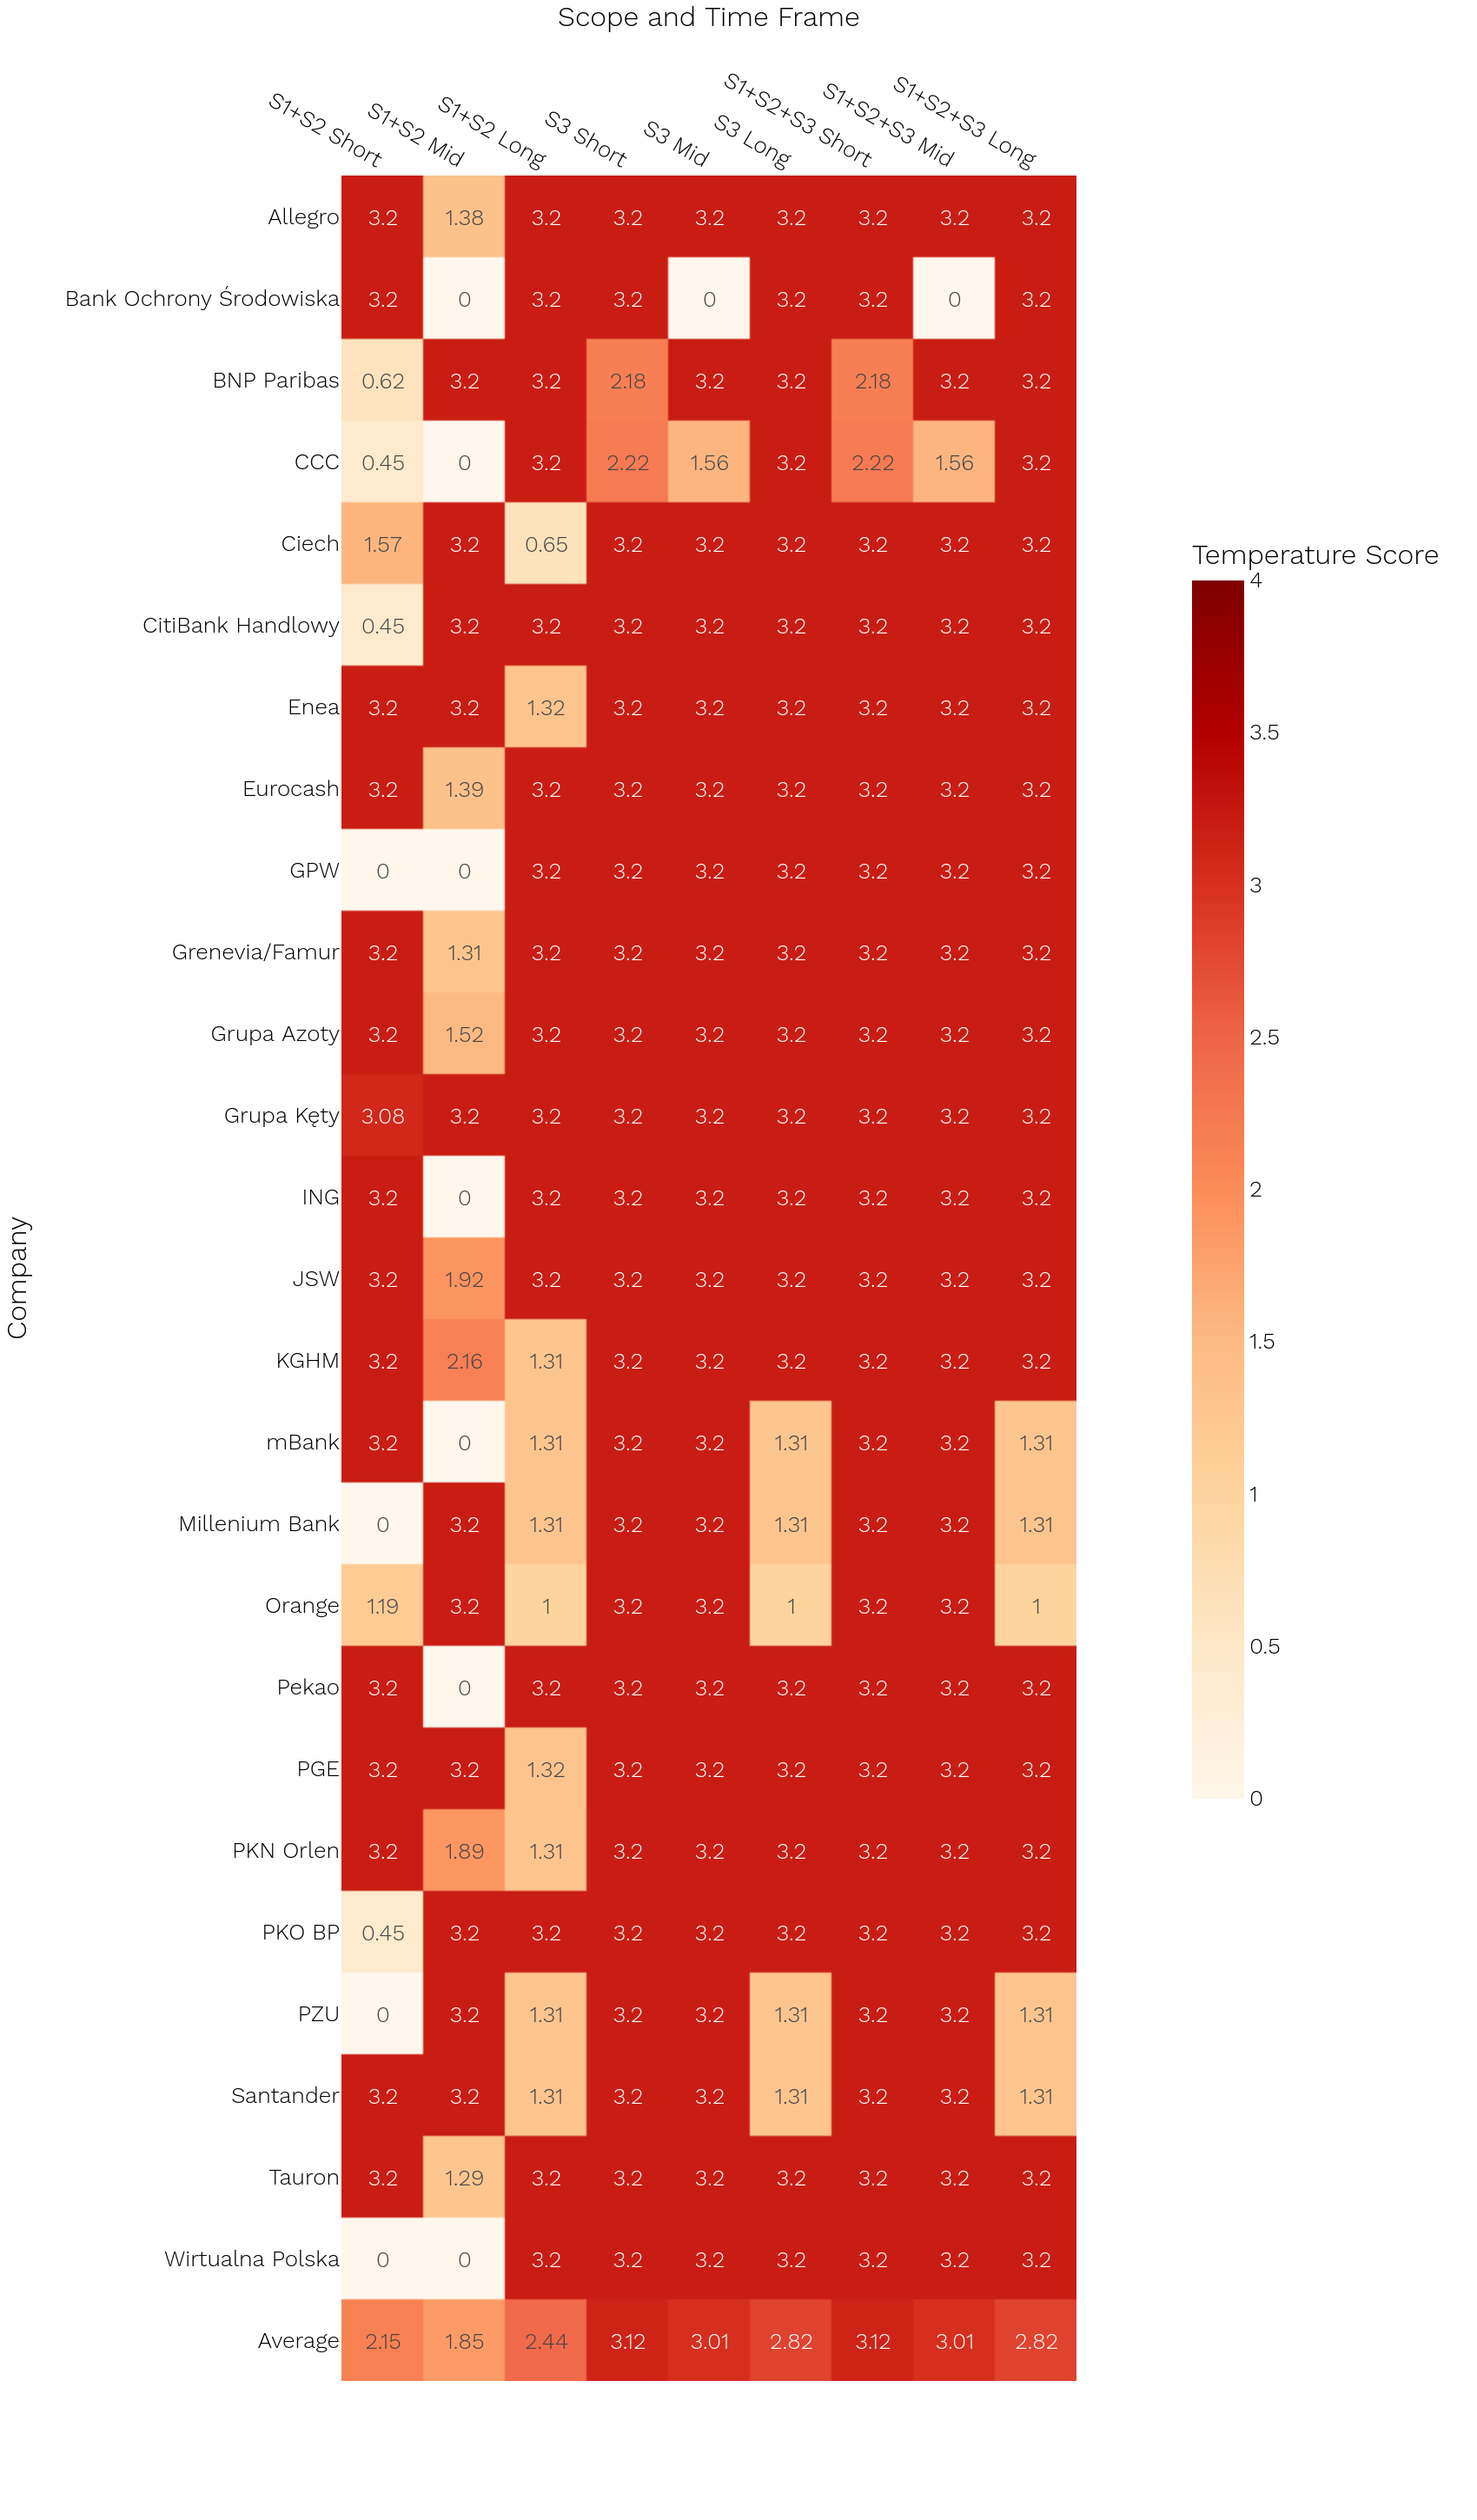 Scope and Time Frame
S1+S2 Short S1+S2 Mid S1+S2 Long S3 Short S3 Mid S3 Long S1+S2+S3 Short S1+S2+S3 Mid S1+S2+S3 Long
Allegro 3.2 1.38 3.2 3.2 3.2 3.2 3.2 3.2 3.2
Bank Ochrony Środowiska 3.2 0 3.2 3.2 0 3.2 3.2 0 3.2
BNP Paribas 0.62 3.2 3.2 2.18 3.2 3.2 2.18 3.2 3.2
CCC 0.45 0 3.2 2.22 1.56 3.2 2.22 1.56 3.2
Ciech 1.57 3.2 0.65 3.2 3.2 3.2 3.2 3.2 3.2
CitiBank Handlowy 0.45 3.2 3.2 3.2 3.2 3.2 3.2 3.2 3.2
Enea 3.2 3.2 1.32 3.2 3.2 3.2 3.2 3.2 3.2
Eurocash 3.2 1.39 3.2 3.2 3.2 3.2 3.2 3.2 3.2
GPW 0 0 3.2 3.2 3.2 3.2 3.2 3.2 3.2
Grenevia/Famur 3.2 1.31 3.2 3.2 3.2 3.2 3.2 3.2 3.2
Grupa Azoty 3.2 1.52 3.2 3.2 3.2 3.2 3.2 3.2 3.2
Grupa Kęty 3.08 3.2 3.2 3.2 3.2 3.2 3.2 3.2 3.2
ING 3.2 0 3.2 3.2 3.2 3.2 3.2 3.2 3.2
JSW 3.2 1.92 3.2 3.2 3.2 3.2 3.2 3.2 3.2
KGHM 3.2 2.16 1.31 3.2 3.2 3.2 3.2 3.2 3.2
mBank 3.2 0 1.31 3.2 3.2 1.31 3.2 3.2 1.31
Millenium Bank 0 3.2 1.31 3.2 3.2 1.31 3.2 3.2 1.31
Orange 1.19 3.2 1 3.2 3.2 1 3.2 3.2 1
Pekao 3.2 0 3.2 3.2 3.2 3.2 3.2 3.2 3.2
PGE 3.2 3.2 1.32 3.2 3.2 3.2 3.2 3.2 3.2
PKN Orlen 3.2 1.89 1.31 3.2 3.2 3.2 3.2 3.2 3.2
PKO BP 0.45 3.2 3.2 3.2 3.2 3.2 3.2 3.2 3.2
PZU 0 3.2 1.31 3.2 3.2 1.31 3.2 3.2 1.31
Santander 3.2 3.2 1.31 3.2 3.2 1.31 3.2 3.2 1.31
Tauron 3.2 1.29 3.2 3.2 3.2 3.2 3.2 3.2 3.2
Wirtualna Polska 0 0 3.2 3.2 3.2 3.2 3.2 3.2 3.2
Average 2.15 1.85 2.44 3.12 3.01 2.82 3.12 3.01 2.82
Company
Temperature Score
4
3.5
3
2.5
2
1.5
1
0.5
0